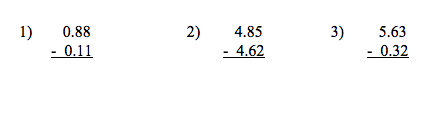 1) 0.88 2) 4.85 3) 5.63
- 0.11 - 4.62 - 0.32